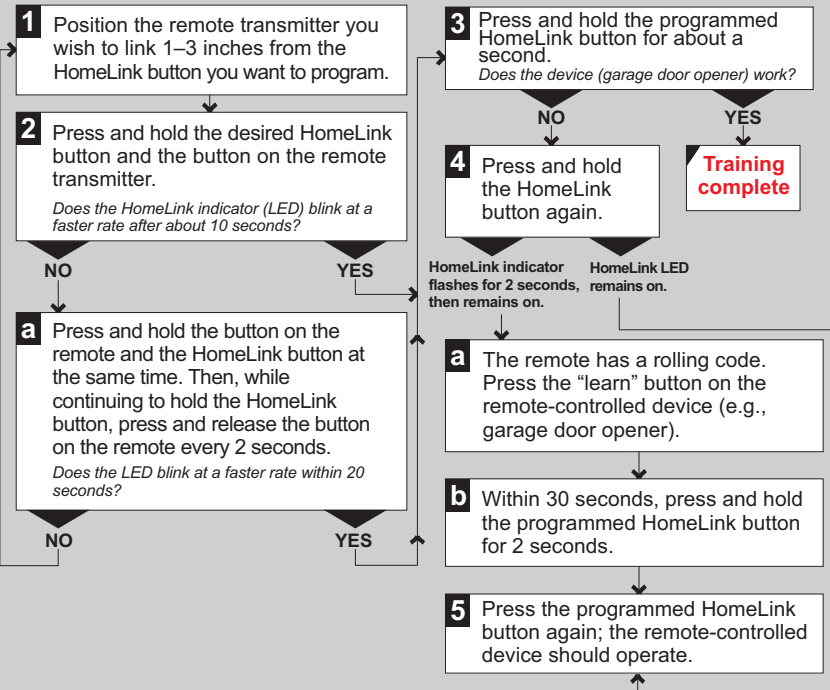 1
Position the remote transmitter you
wish to link 1–3 inches from the
HomeLink button you want to program.
2
Press and hold the desired HomeLink
button and the button on the remote
transmitter.
Does the HomeLink indicator (LED) blink at a
faster rate after about 10 seconds?
NO
YES
a
Press and hold the button on the
remote and the HomeLink button at
the same time. Then, while
continuing to hold the HomeLink
button, press and release the button
on the remote every 2 seconds.
Does the LED blink at a faster rate within 20
seconds?
NO
YES
3
Press and hold the programmed
HomeLink button for about a
second.
Does the device (garage door opener) work?
NO
YES
4
Press and hold
the HomeLink
button again.
Training
complete
HomeLink indicator
flashes for 2 seconds,
then remains on.
HomeLink LED
remains on.
a
The remote has a rolling code.
Press the “learn” button on the
remote-controlled device (e.g.,
garage door opener).
b
Within 30 seconds, press and hold
the programmed HomeLink button
for 2 seconds.
5
Press the programmed HomeLink
button again; the remote-controlled
device should operate.